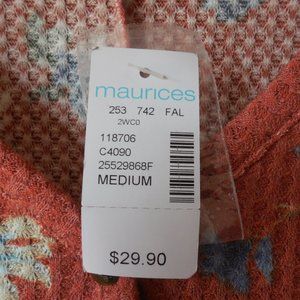 maurices
253 742 FAL
2WC0
118706
C4090
25529868F
MEDIUM
$29.90